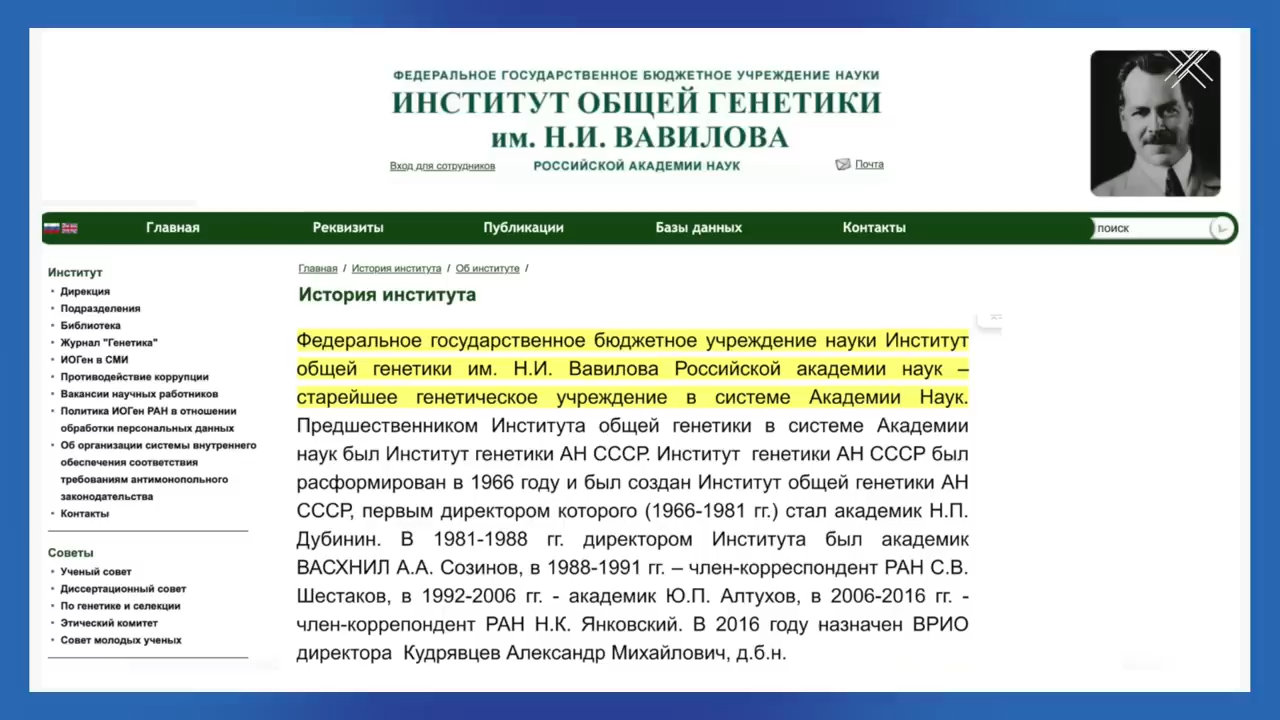 ФЕДЕРАЛЬНОЕ ГОСУДАРСТВЕННОЕ БЮДЖЕТНОЕ УЧРЕЖДЕНИЕ НАУКИ
ИНСТИТУТ ОБЩЕЙ ГЕНЕТИКИ
им. Н.И. ВАВИЛОВА
Вход для сотрудников
РОССИЙСКОЙ АКАДЕМИИ НАУК
Почта
Главная
Реквизиты
Публикации
Базы данных
Контакты
поиск
Институт
Дирекция
Подразделения
Библиотека
Журнал "Генетика"
ИОГен в СМИ
Противодействие коррупции
Вакансии научных работников
Политика ИОГен РАН в отношении
обработки персональных данных
Об организации системы внутреннего
обеспечения соответствия
требованиям антимонопольного
законодательства
Контакты
Советы
Ученый совет
Диссертационный совет
По генетике и селекции
Этический комитет
Совет молодых ученых
Главная / История института / Об институте /
История института
Федеральное государственное бюджетное учреждение науки Институт
общей генетики им. Н.И. Вавилова Российской академии наук –
старейшее генетическое учреждение в системе Академии Наук.
Предшественником Института общей генетики в системе Академии
наук был Институт генетики АН СССР. Институт генетики АН СССР был
расформирован в 1966 году и был создан Институт общей генетики АН
СССР, первым директором которого (1966-1981 гг.) стал академик Н.П.
Дубинин. В 1981-1988 гг. директором Института был академик
ВАСХНИЛ А.А. Созинов, в 1988-1991 гг. – член-корреспондент РАН С.В.
Шестаков, в 1992-2006 гг. - академик Ю.П. Алтухов, в 2006-2016 гг. -
член-коррепондент РАН Н.К. Янковский. В 2016 году назначен ВРИО
директора Кудрявцев Александр Михайлович, д.б.н.